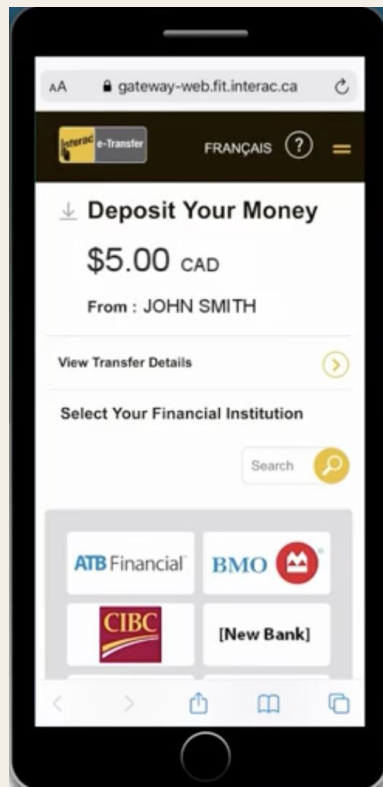 AA gateway-web.fit.interac.ca
Interac e-Transfer FRANÇAIS ?
Deposit Your Money
$5.00 CAD
From : JOHN SMITH
View Transfer Details
Select Your Financial Institution
Search
ATB Financial BMO
CIBC [New Bank]